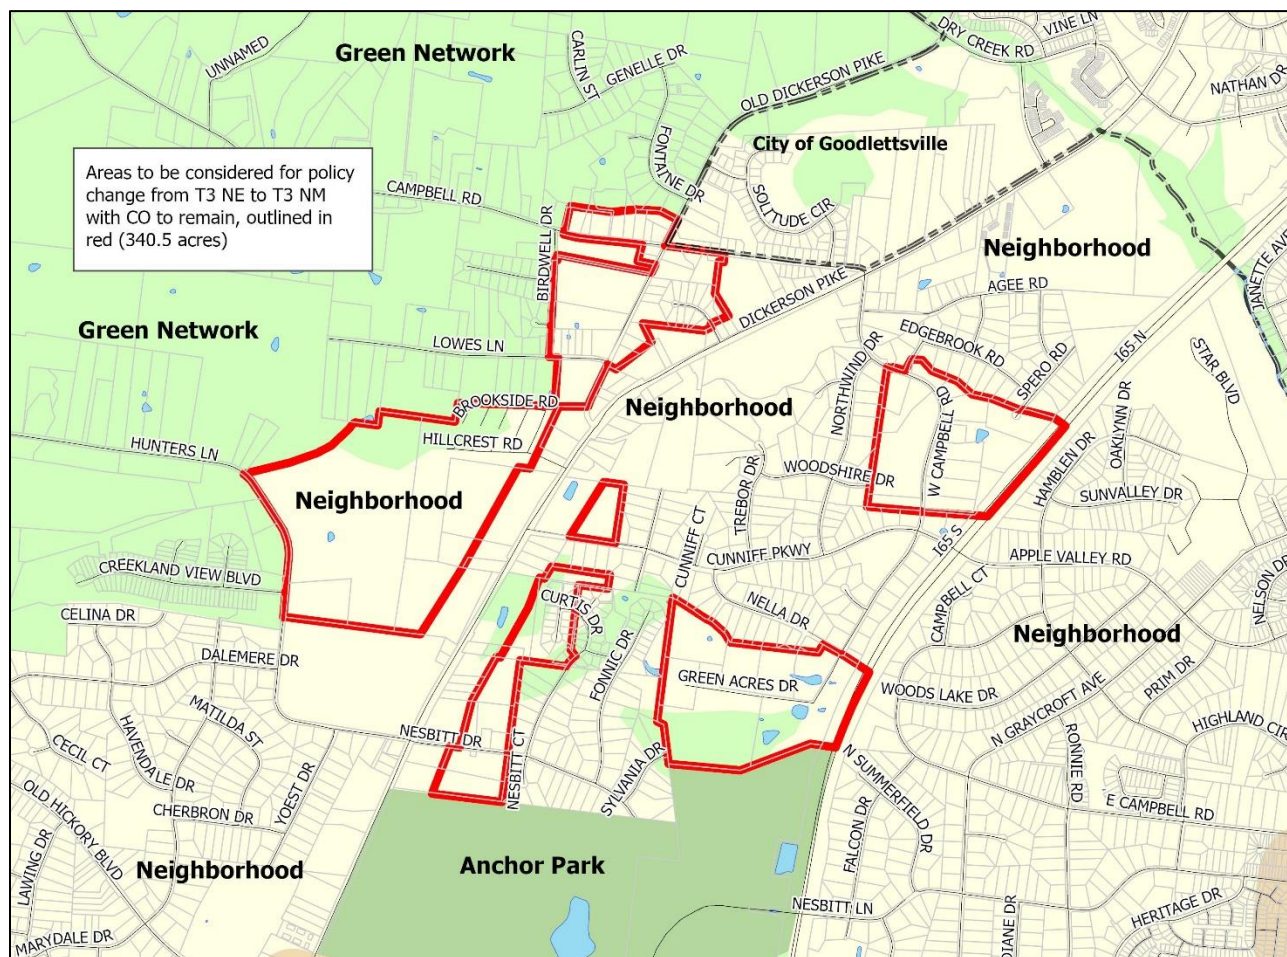 DRY CREEK RD
VINE LN
UNNAMED
Green Network
CARLIN ST
GENELLE DR
OLD DICKERSON PIKE
NATHAN DR
City of Goodlettsville
Areas to be considered for policy
change from T3 NE to T3 NM
with CO to remain, outlined in
red (340.5 acres)
CAMPBELL RD
FONTAINE DR
SOLITUDE CIR
BIRDWELL DR
Neighborhood
JANETTE AVE
AGEE RD
DICKERSON PIKE
Green Network
LOWES LN
EDGEBROOK RD
SPERO RD
I65 N
STAR BLVD
NORTHWIND DR
BROOKSIDE RD
Neighborhood
W CAMPBELL RD
OAKLYNN DR
HUNTERS LN
HILLCREST RD
HAMBLEN DR
Neighborhood
TREBOR DR
WOODSHIRE DR
SUNVALLEY DR
CUNNIFF CT
I65 S
CUNNIFF PKWY
APPLE VALLEY RD
CREEKLAND VIEW BLVD
CURTIS DR
NELLA DR
CAMPBELL CT
NELSON DR
CELINA DR
FONNIC DR
Neighborhood
DALEMERE DR
GREEN ACRES DR
WOODS LAKE DR
PRIM DR
MATILDA ST
N GRAYCROFT AVE
HIGHLAND CIR
HAVENDALE DR
NESBITT DR
NESBITT CT
CECIL CT
RONNIE RD
SYLVANIA DR
N SUMMERFIELD DR
CHERBRON DR
YOEST DR
E CAMPBELL RD
OLD HICKORY BLVD
FALCON DR
LAWING DR
Neighborhood
Anchor Park
NESBITT LN
HERITAGE DR
DIANE DR
MARYDALE DR